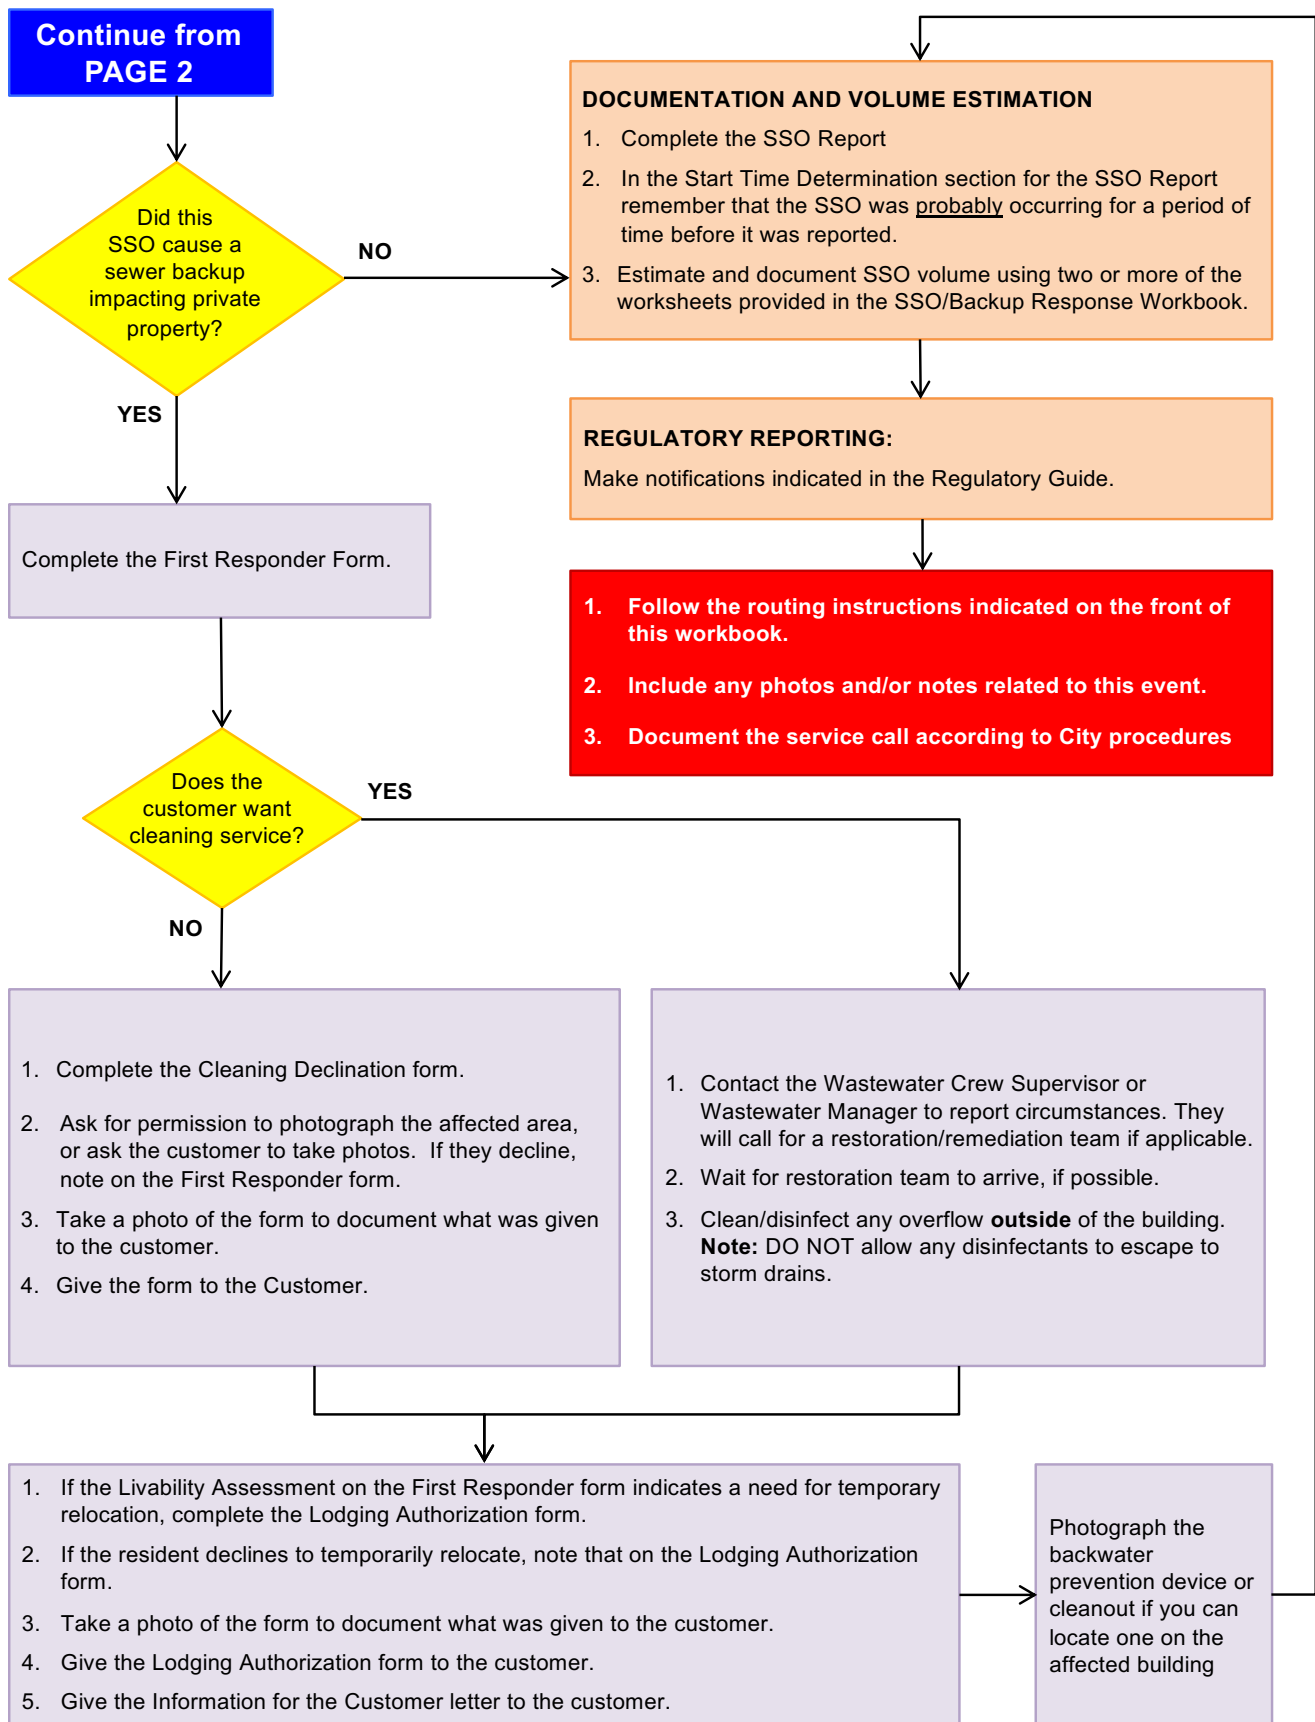 Continue from
PAGE 2
Did this
SSO cause a
sewer backup
impacting private
property?
NO
YES
DOCUMENTATION AND VOLUME ESTIMATION
1. Complete the SSO Report
2. In the Start Time Determination section for the SSO Report
remember that the SSO was probably occurring for a period of
time before it was reported.
3. Estimate and document SSO volume using two or more of the
worksheets provided in the SSO/Backup Response Workbook.
REGULATORY REPORTING:
Make notifications indicated in the Regulatory Guide.
1. Follow the routing instructions indicated on the front of
this workbook.
2. Include any photos and/or notes related to this event.
3. Document the service call according to City procedures
Complete the First Responder Form.
Does the
customer want
cleaning service?
YES
NO
1. Complete the Cleaning Declination form.
2. Ask for permission to photograph the affected area,
or ask the customer to take photos. If they decline,
note on the First Responder form.
3. Take a photo of the form to document what was given
to the customer.
4. Give the form to the Customer.
1. Contact the Wastewater Crew Supervisor or
Wastewater Manager to report circumstances. They
will call for a restoration/remediation team if applicable.
2. Wait for restoration team to arrive, if possible.
3. Clean/disinfect any overflow outside of the building.
Note: DO NOT allow any disinfectants to escape to
storm drains.
1. If the Livability Assessment on the First Responder form indicates a need for temporary
relocation, complete the Lodging Authorization form.
2. If the resident declines to temporarily relocate, note that on the Lodging Authorization
form.
3. Take a photo of the form to document what was given to the customer.
4. Give the Lodging Authorization form to the customer.
5. Give the Information for the Customer letter to the customer.
Photograph the
backwater
prevention device or
cleanout if you can
locate one on the
affected building